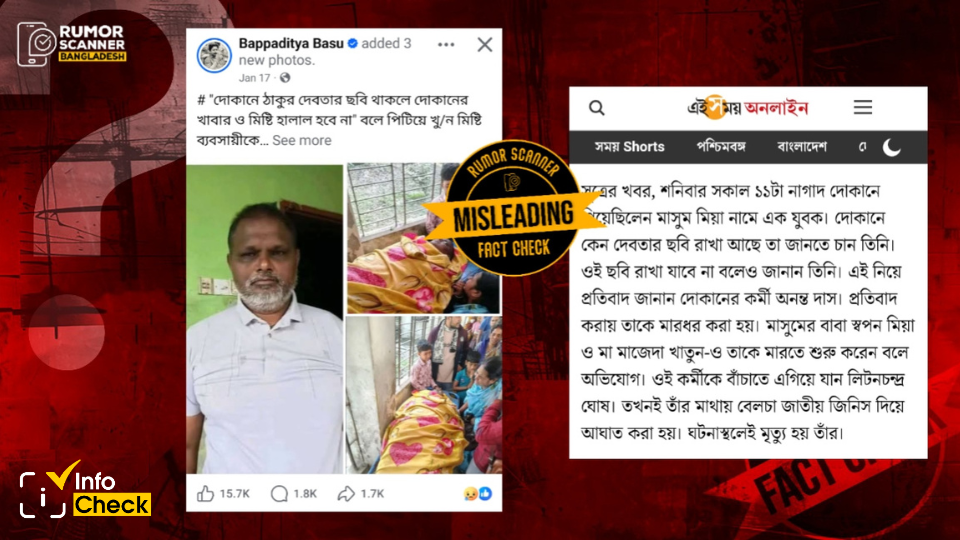 RUMOR
SCANNER
BANGLADESH
Bappaditya Basu added 3
new photos.
Jan 17
# "দোকানে ঠাকুর দেবতার ছবি থাকলে দোকানের
খাবার ও মিষ্টি হালাল হবে না" বলে পিটিয়ে খু/ন মিষ্টি
ব্যবসায়ীকে... See more
15.7K
1.8K
1.7K
RUMOR SCANNER
MISLEADING
FACT CHECK
এই সময় অনলাইন
সময় Shorts
পশ্চিমবঙ্গ
বাংলাদেশ
সূত্রের খবর, শনিবার সকাল ১১টা নাগাদ দোকানে
গিয়েছিলেন মাসুম মিয়া নামে এক যুবক। দোকানে
কেন দেবতার ছবি রাখা আছে তা জানতে চান তিনি।
ওই ছবি রাখা যাবে না বলেও জানান তিনি। এই নিয়ে
প্রতিবাদ জানান দোকানের কর্মী অনন্ত দাস। প্রতিবাদ
করায় তাকে মারধর করা হয়। মাসুমের বাবা স্বপন মিয়া
ও মা মাজেদা খাতুন-ও তাকে মারতে শুরু করেন বলে
অভিযোগ। ওই কর্মীকে বাঁচাতে এগিয়ে যান লিটনচন্দ্র
ঘোষ। তখনই তাঁর মাথায় বেলচা জাতীয় জিনিস দিয়ে
আঘাত করা হয়। ঘটনাস্থলেই মৃত্যু হয় তাঁর।
Info
Check
FACT CHECK